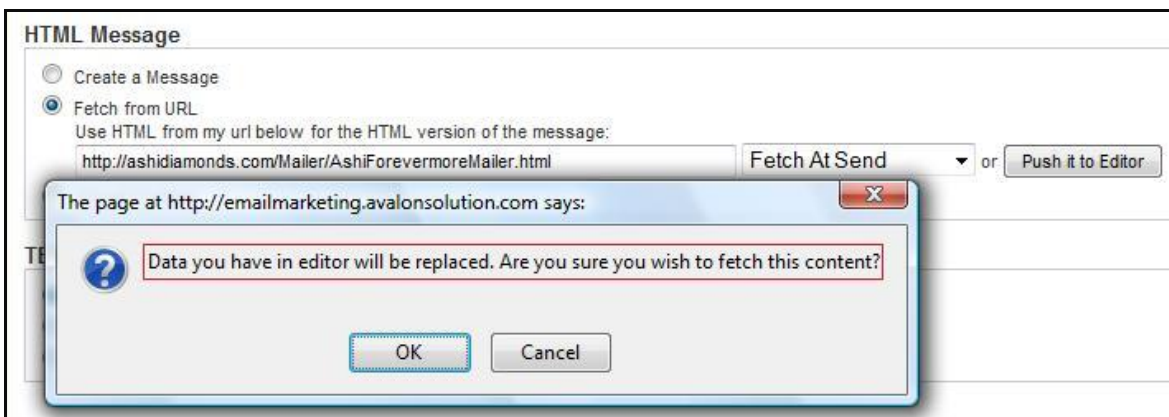 HTML Message
Create a Message
Fetch from URL
Use HTML from my url below for the HTML version of the message:
http://ashidiamonds.com/Mailer/AshiForevermoreMailer.html Fetch At Send or Push it to Editor
The page at http://emailmarketing.avalonsolution.com says:
Data you have in editor will be replaced. Are you sure you wish to fetch this content?
OK Cancel